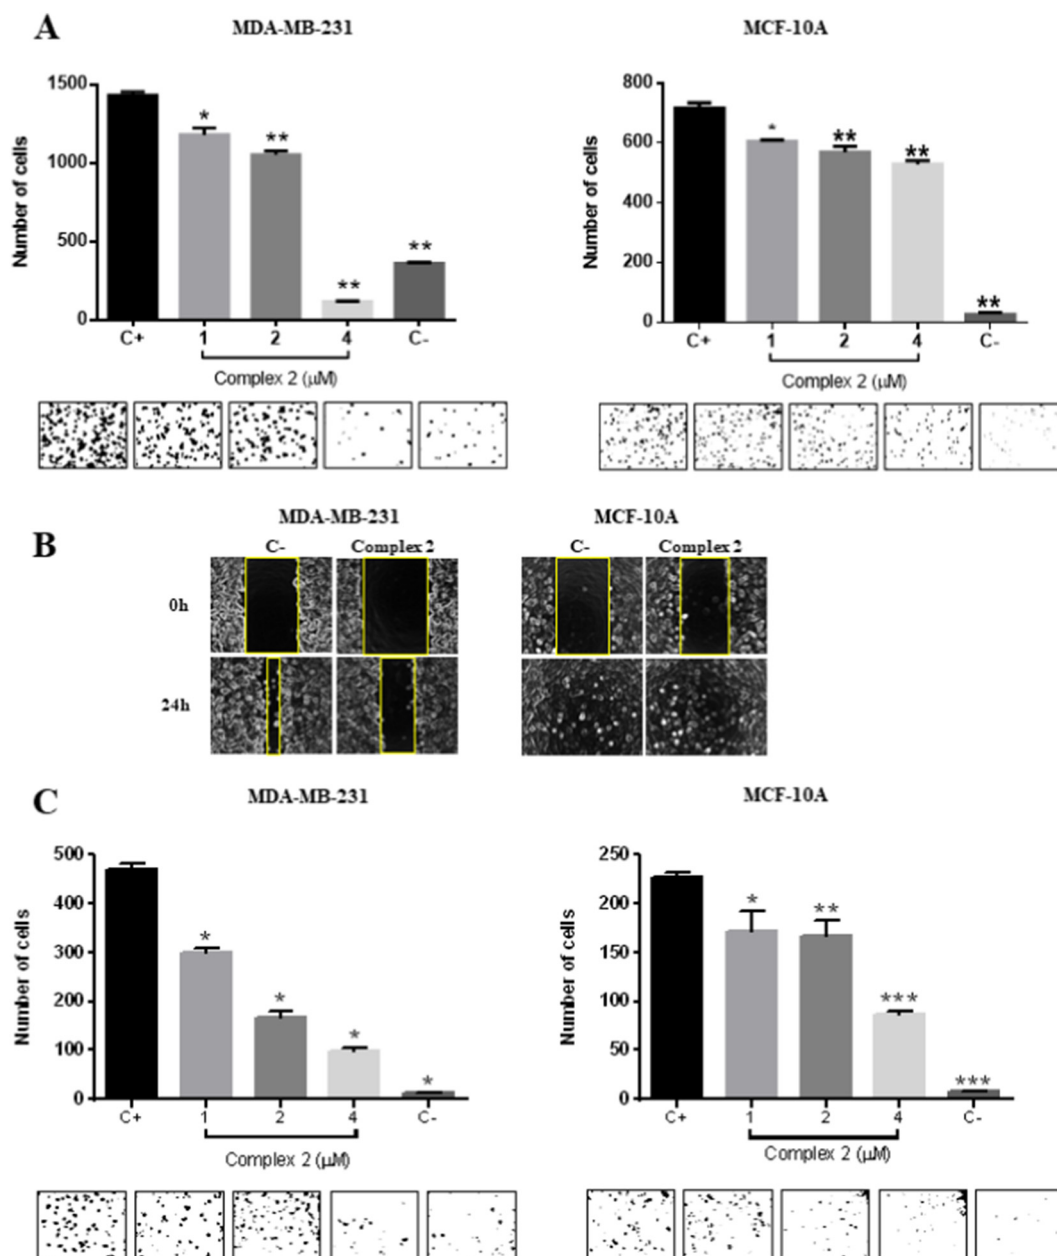 A
MDA-MB-231
MCF-10A
Number of cells
1500
1000
500
0
*
**
**
**
C+
1
2
4
C-
Complex 2 (µM)
Number of cells
800
600
400
200
0
*
**
**
**
C+
1
2
4
C-
Complex 2 (µM)
B
MDA-MB-231
MCF-10A
C-
Complex 2
C-
Complex 2
0h
24h
C
MDA-MB-231
MCF-10A
Number of cells
500
400
300
200
100
0
*
*
*
*
C+
1
2
4
C-
Complex 2 (µM)
Number of cells
250
200
150
100
50
0
*
**
***
***
C+
1
2
4
C-
Complex 2 (µM)